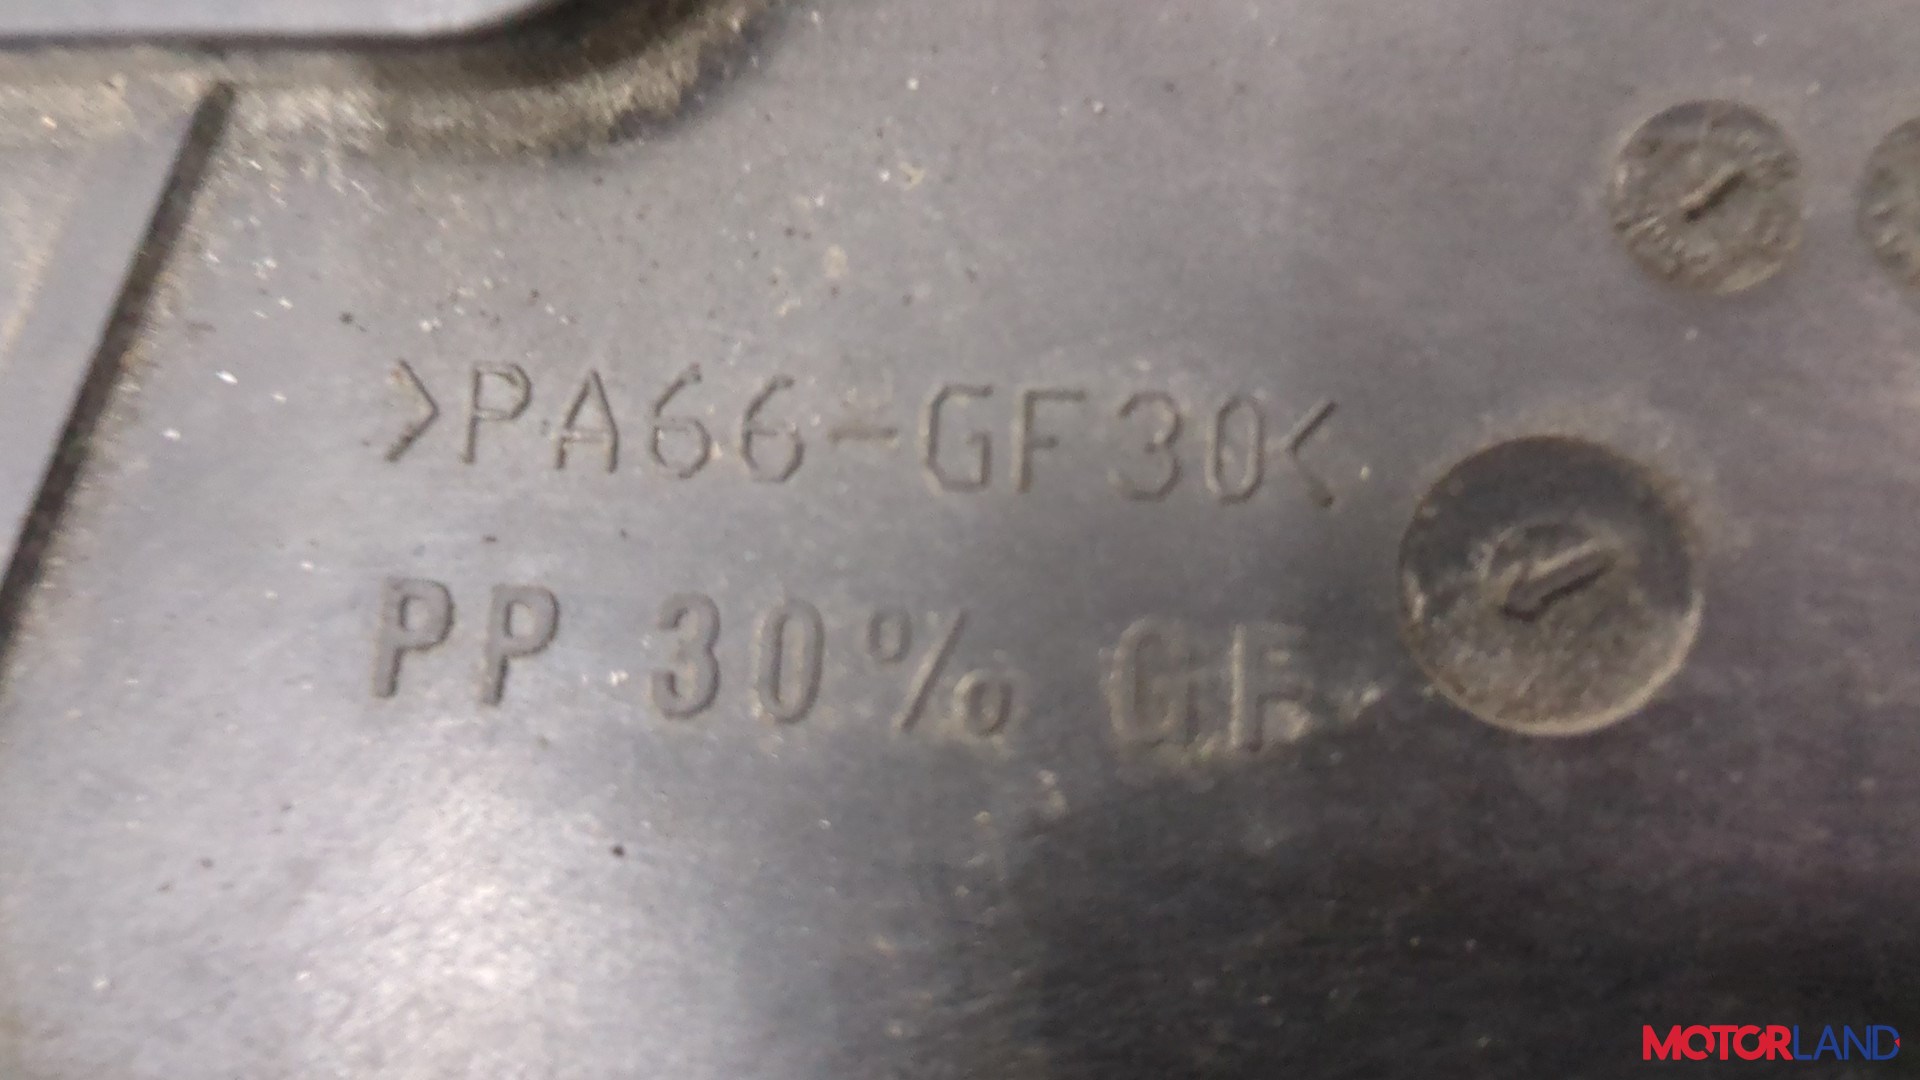 >PA66-GF30<
PP 30% GF
MOTORLAND